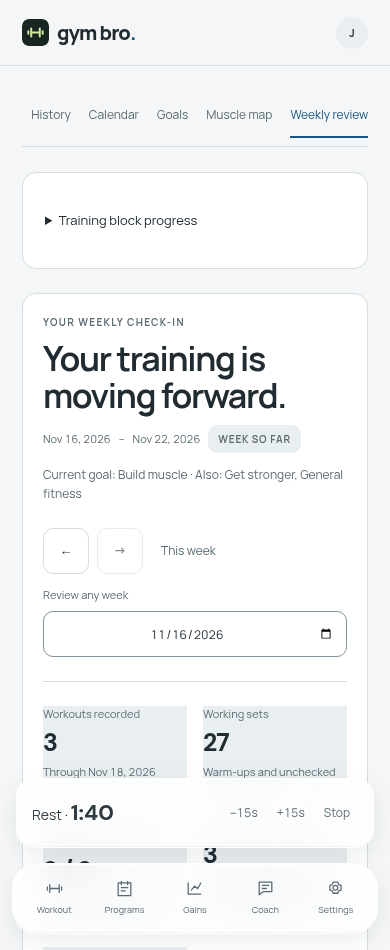 gym bro.
J
History Calendar Goals Muscle map Weekly review
Training block progress
YOUR WEEKLY CHECK-IN
Your training is
moving forward.
Nov 16, 2026 – Nov 22, 2026 WEEK SO FAR
Current goal: Build muscle · Also: Get stronger, General
fitness
← → This week
Review any week
11/16/2026
Workouts recorded Working sets
3 27
Through Nov 18, 2026 Warm-ups and unchecked
Rest · 1:40 −15s +15s Stop
3
Workout Programs Gains Coach Settings